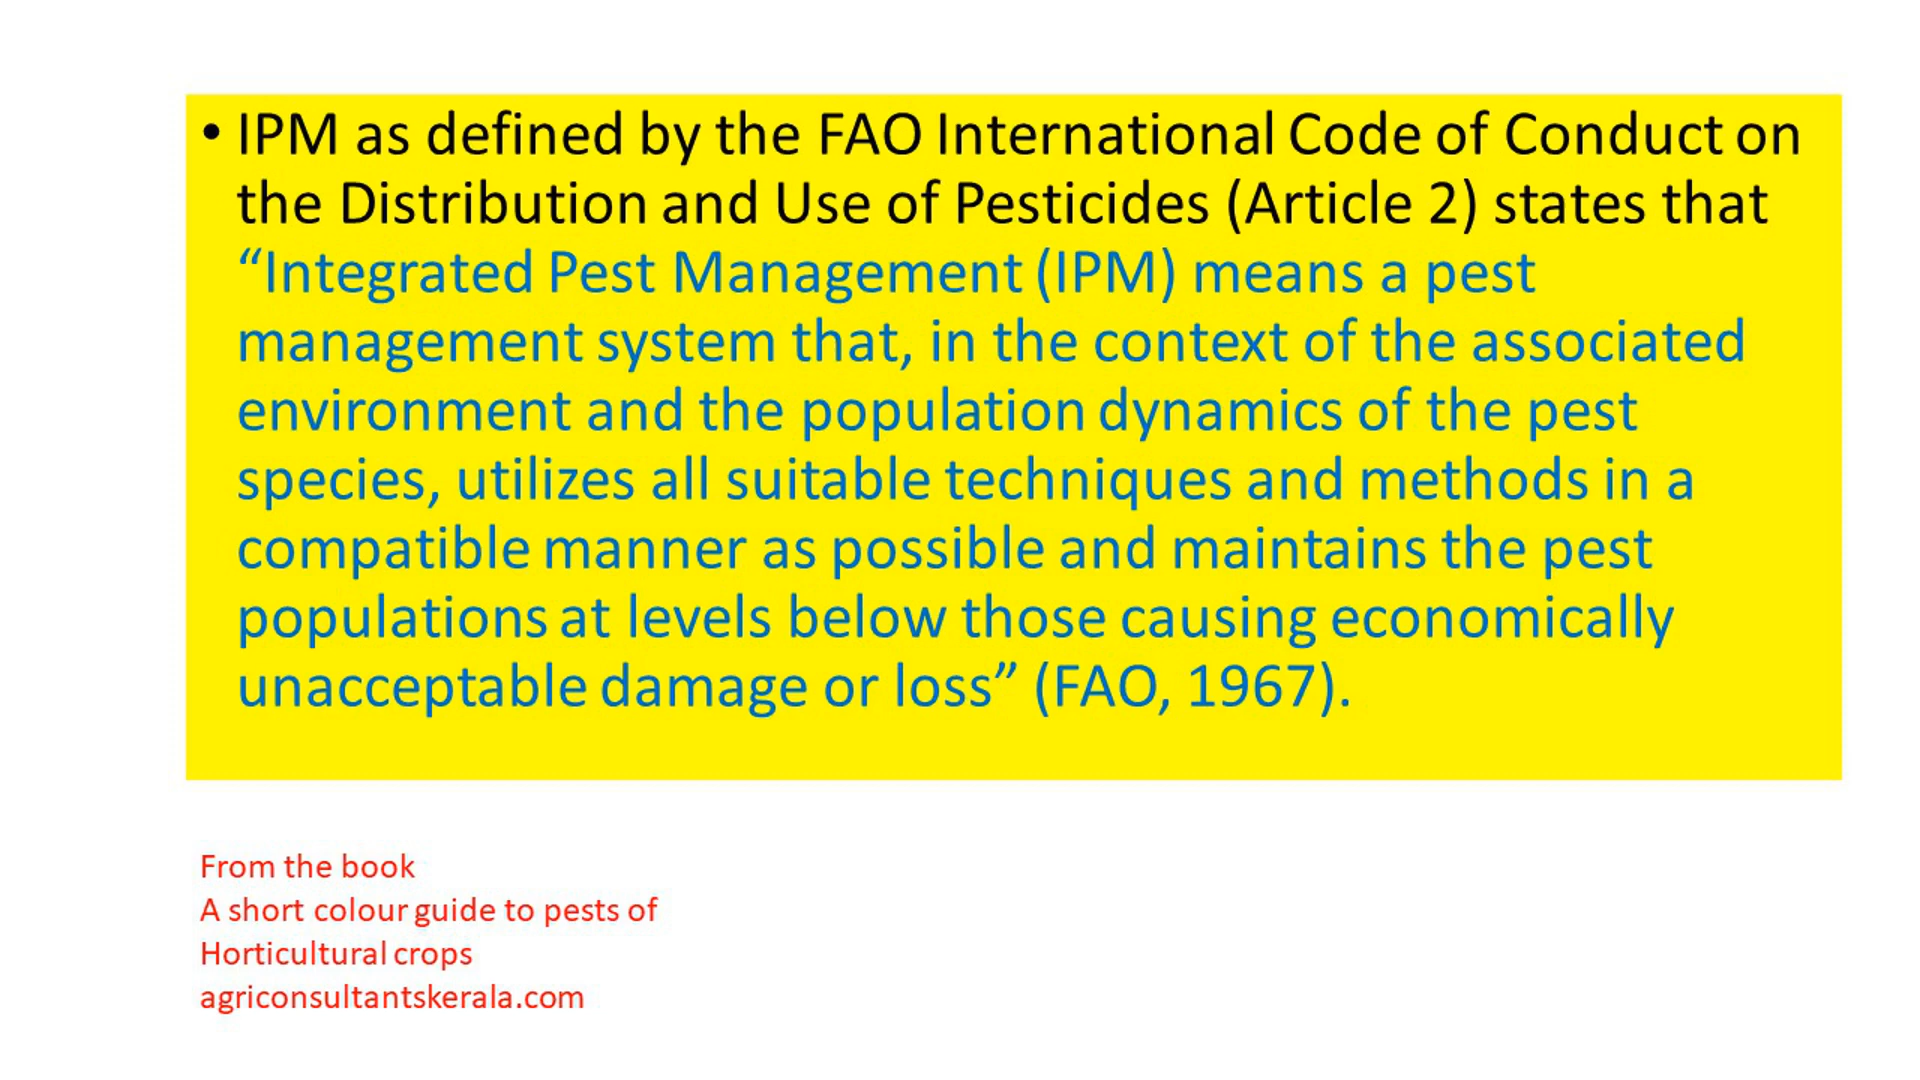 • IPM as defined by the FAO International Code of Conduct on
the Distribution and Use of Pesticides (Article 2) states that
“Integrated Pest Management (IPM) means a pest
management system that, in the context of the associated
environment and the population dynamics of the pest
species, utilizes all suitable techniques and methods in a
compatible manner as possible and maintains the pest
populations at levels below those causing economically
unacceptable damage or loss” (FAO, 1967).
From the book
A short colour guide to pests of
Horticultural crops
agriconsultantskerala.com